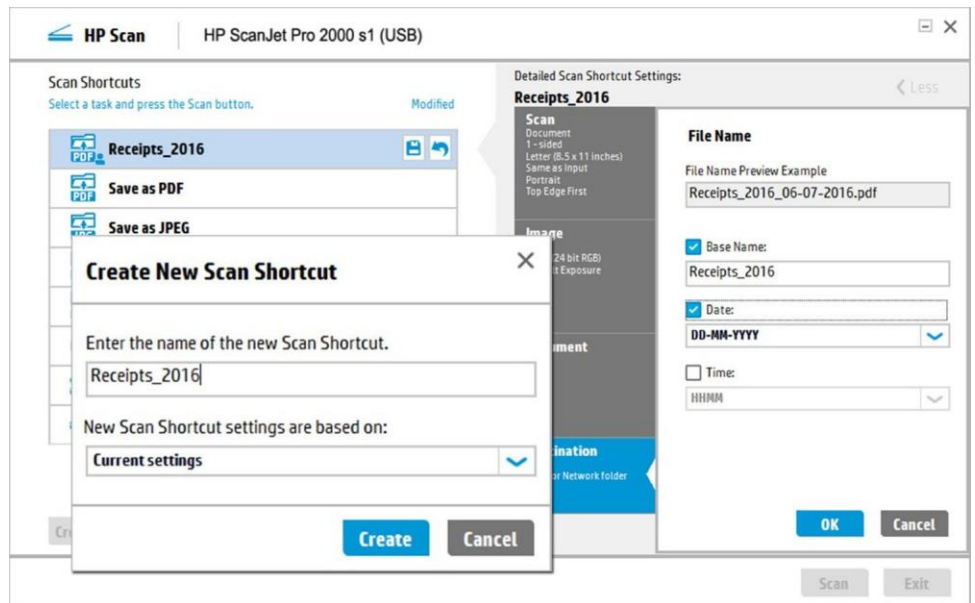 HP Scan
HP ScanJet Pro 2000 s1 (USB)
Scan Shortcuts
Select a task and press the Scan button.
Modified
Receipts_2016
Save as PDF
Save as JPEG
Create New Scan Shortcut
Enter the name of the new Scan Shortcut.
Receipts_2016
New Scan Shortcut settings are based on:
Current settings
Create
Cancel
Detailed Scan Shortcut Settings:
Receipts_2016
Less
Scan
Document
1-sided
Letter (8.5 x 11 inches)
Same as Input
Portrait
Top Edge First
Image
24 bit RGB)
Exposure
or Network folder
File Name
File Name Preview Example
Receipts_2016_06-07-2016.pdf
Base Name:
Receipts_2016
Date:
DD-MM-YYYY
Time:
HHMM
OK
Cancel
Scan
Exit